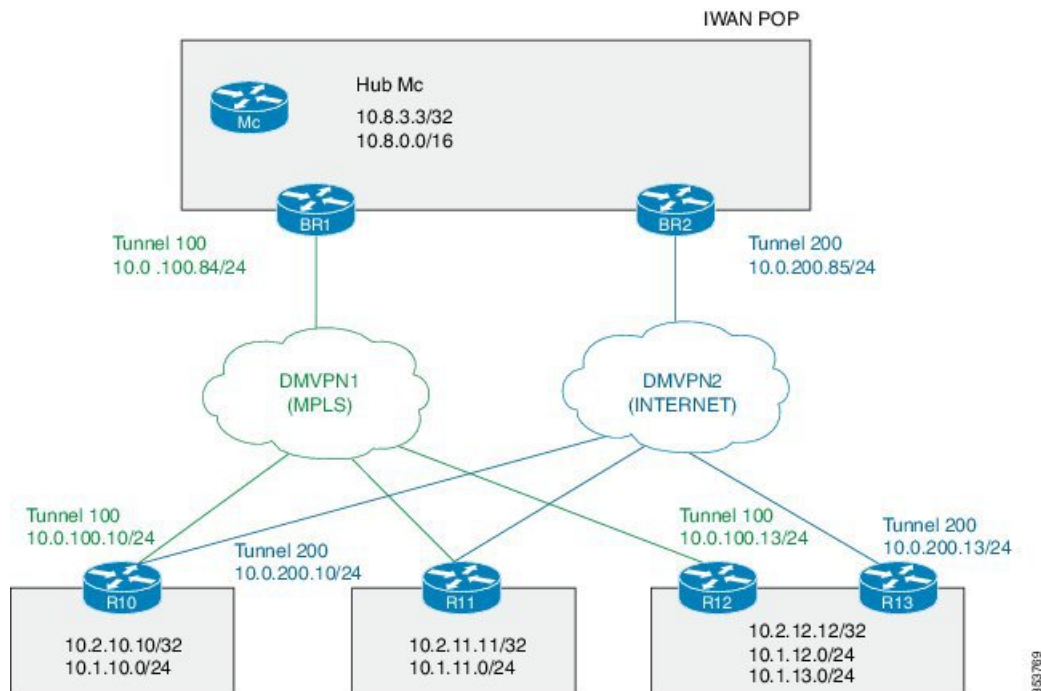 IWAN POP
Hub Mc
10.8.3.3/32
10.8.0.0/16
Mc
BR1
BR2
Tunnel 100
10.0 .100.84/24
Tunnel 200
10.0.200.85/24
DMVPN1
(MPLS)
DMVPN2
(INTERNET)
Tunnel 100
10.0.100.10/24
Tunnel 200
10.0.200.10/24
Tunnel 100
10.0.100.13/24
Tunnel 200
10.0.200.13/24
R10
R11
R12
R13
10.2.10.10/32
10.1.10.0/24
10.2.11.11/32
10.1.11.0/24
10.2.12.12/32
10.1.12.0/24
10.1.13.0/24
353769